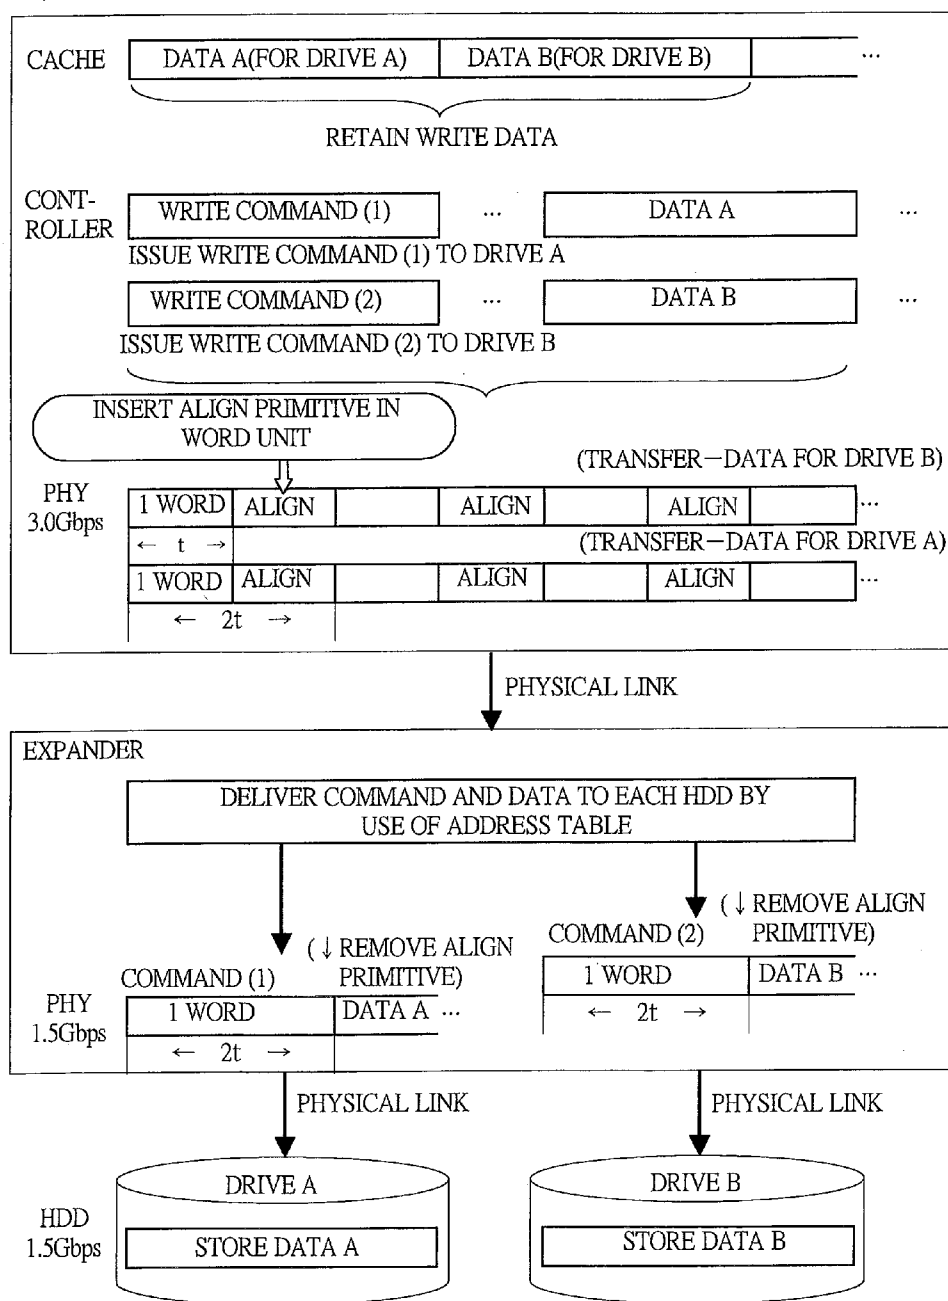 CACHE
DATA A(FOR DRIVE A)
DATA B(FOR DRIVE B)
...
RETAIN WRITE DATA
CONT-
ROLLER
WRITE COMMAND (1)
...
DATA A
...
ISSUE WRITE COMMAND (1) TO DRIVE A
WRITE COMMAND (2)
...
DATA B
...
ISSUE WRITE COMMAND (2) TO DRIVE B
INSERT ALIGN PRIMITIVE IN
WORD UNIT
(TRANSFER-DATA FOR DRIVE B)
PHY
3.0Gbps
1 WORD
ALIGN
ALIGN
ALIGN
...
← t →
(TRANSFER-DATA FOR DRIVE A)
1 WORD
ALIGN
ALIGN
ALIGN
...
← 2t →
PHYSICAL LINK
EXPANDER
DELIVER COMMAND AND DATA TO EACH HDD BY
USE OF ADDRESS TABLE
(↓REMOVE ALIGN
PRIMITIVE)
COMMAND (2)
1 WORD
DATA B
...
← 2t →
(↓REMOVE ALIGN
PRIMITIVE)
COMMAND (1)
PHY
1.5Gbps
1 WORD
DATA A
...
← 2t →
PHYSICAL LINK
PHYSICAL LINK
HDD
1.5Gbps
DRIVE A
STORE DATA A
DRIVE B
STORE DATA B